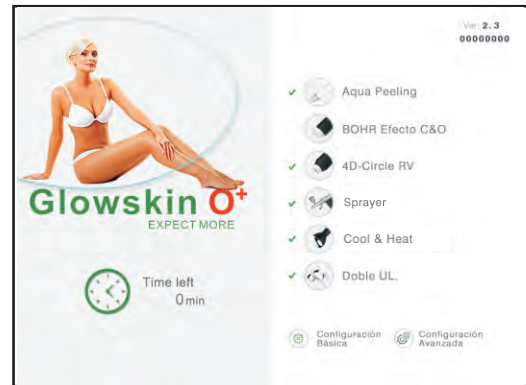 Ver: 2. 3
00000000
Glowskin O+
EXPECT MORE
Time left
0 min
Aqua Peeling
BOHR Efecto C&O
4D-Circle RV
Sprayer
Cool & Heat
Doble UL.
Configuración
Básica
Configuración
Avanzada